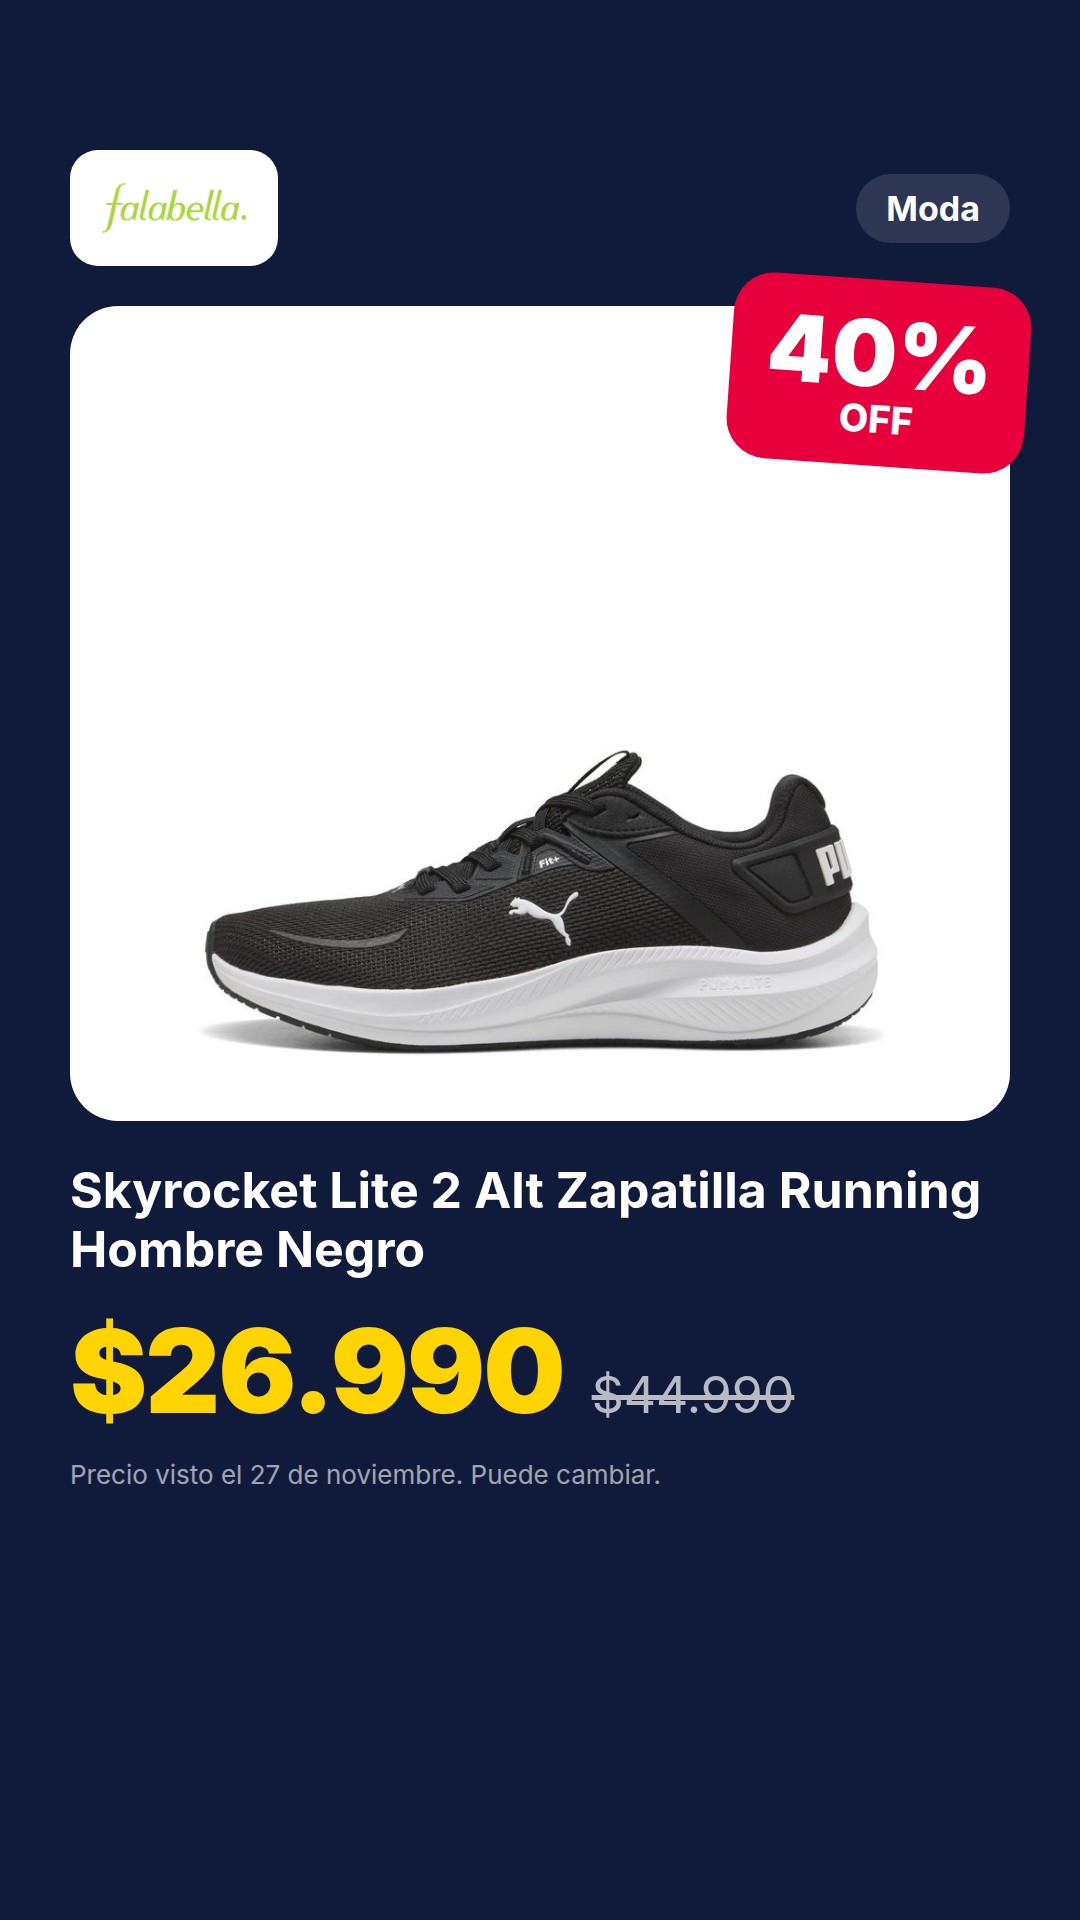 falabella.
Moda
40%
OFF
Fit+
PUMALITE
Skyrocket Lite 2 Alt Zapatilla Running
Hombre Negro
$26.990 $44.990
Precio visto el 27 de noviembre. Puede cambiar.